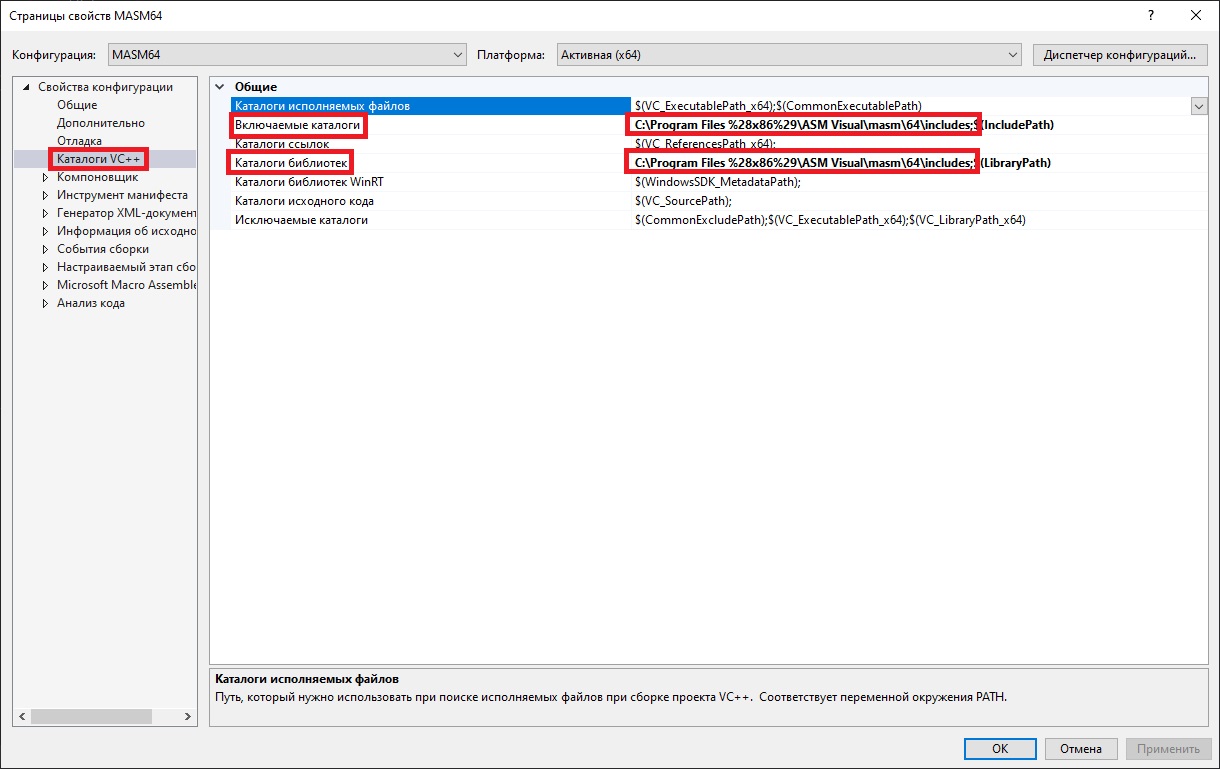 Страницы свойств MASM64
?
Конфигурация: MASM64 Платформа: Активная (x64) Диспетчер конфигураций...
Свойства конфигурации
Общие
Дополнительно
Отладка
Каталоги VC++
Компоновщик
Инструмент манифеста
Генератор XML-документ
Информация об исходно
События сборки
Настраиваемый этап сбо
Microsoft Macro Assemble
Анализ кода
Общие
Каталоги исполняемых файлов $(VC_ExecutablePath_x64);$(CommonExecutablePath)
Включаемые каталоги C:\Program Files %28x86%29\ASM Visual\masm\64\includes;$(IncludePath)
Каталоги ссылок $(VC_ReferencesPath_x64);
Каталоги библиотек C:\Program Files %28x86%29\ASM Visual\masm\64\includes;$(LibraryPath)
Каталоги библиотек WinRT $(WindowsSDK_MetadataPath);
Каталоги исходного кода $(VC_SourcePath);
Исключаемые каталоги $(CommonExcludePath);$(VC_ExecutablePath_x64);$(VC_LibraryPath_x64)
Каталоги исполняемых файлов
Путь, который нужно использовать при поиске исполняемых файлов при сборке проекта VC++. Соответствует переменной окружения PATH.
ОК Отмена Применить